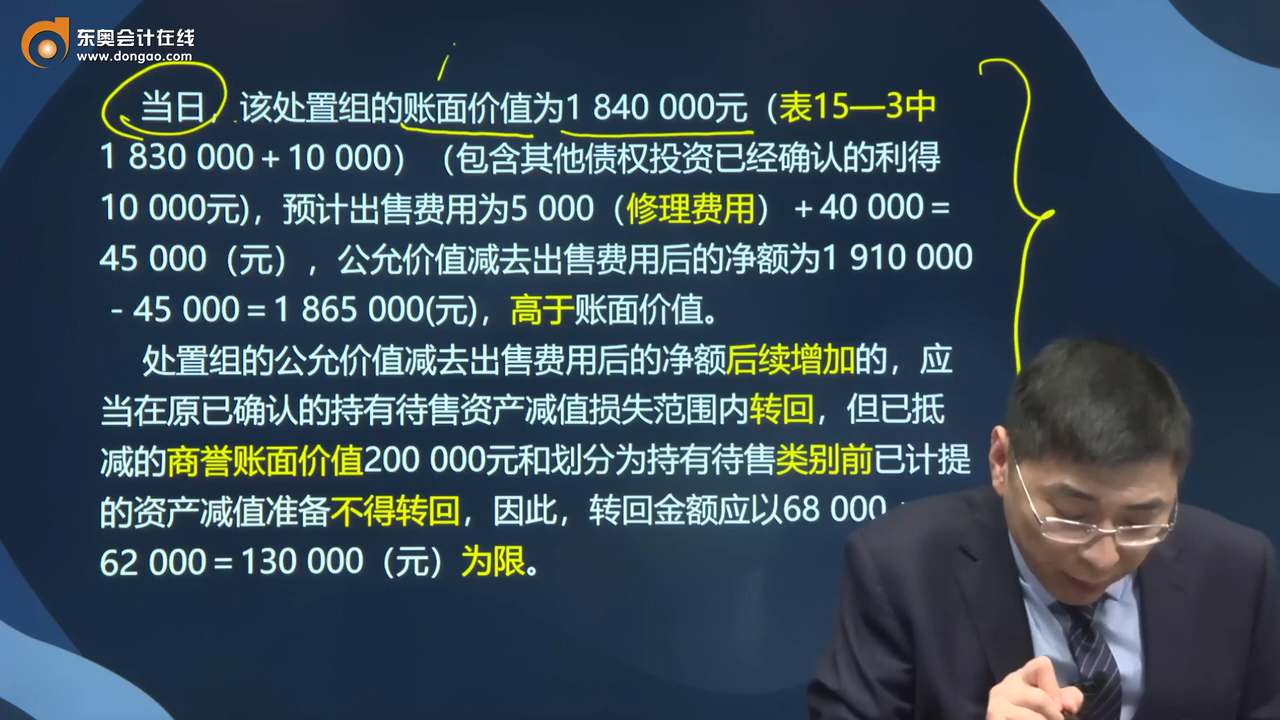 东奥会计在线
www.dongao.com
当日，该处置组的账面价值为1 840 000元（表15—3中
1 830 000＋10 000）（包含其他债权投资已经确认的利得
10 000元)，预计出售费用为5 000（修理费用）＋40 000＝
45 000（元），公允价值减去出售费用后的净额为1 910 000
－45 000＝1 865 000(元)，高于账面价值。
处置组的公允价值减去出售费用后的净额后续增加的，应
当在原已确认的持有待售资产减值损失范围内转回，但已抵
减的商誉账面价值200 000元和划分为持有待售类别前已计提
的资产减值准备不得转回，因此，转回金额应以68 000
62 000＝130 000（元）为限。